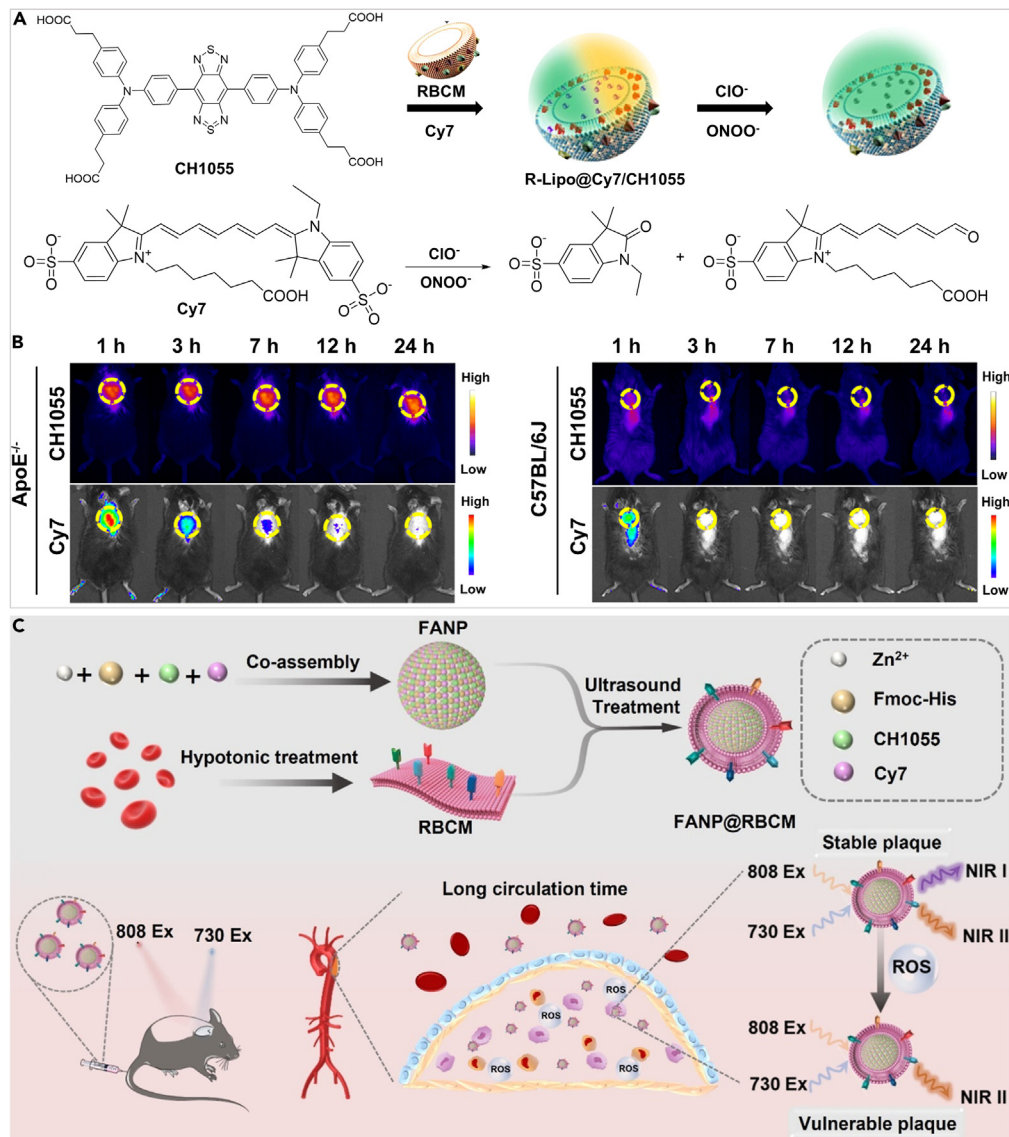 A
HOOC
COOH
N
S
N
N
N
N
N
N
S
N
HOOC
COOH
CH1055
RBCM
Cy7
R-Lipo@Cy7/CH1055
ClO-
ONOO-
O-
O
S
O
N+
N
COOH
S
O-
O
O
Cy7
ClO-
ONOO-
O-
O
S
O
N
O
+
O-
O
S
O
N+
O
COOH
B
1 h 3 h 7 h 12 h 24 h
ApoE-/-
CH1055
High
Low
Cy7
High
Low
1 h 3 h 7 h 12 h 24 h
C57BL/6J
CH1055
High
Low
Cy7
High
Low
C
+ + +
Co-assembly
FANP
Hypotonic treatment
RBCM
Ultrasound
Treatment
FANP@RBCM
Zn2+
Fmoc-His
CH1055
Cy7
808 Ex
730 Ex
Long circulation time
ROS
ROS
ROS
ROS
Stable plaque
808 Ex
NIR I
730 Ex
NIR II
ROS
808 Ex
730 Ex
NIR II
Vulnerable plaque